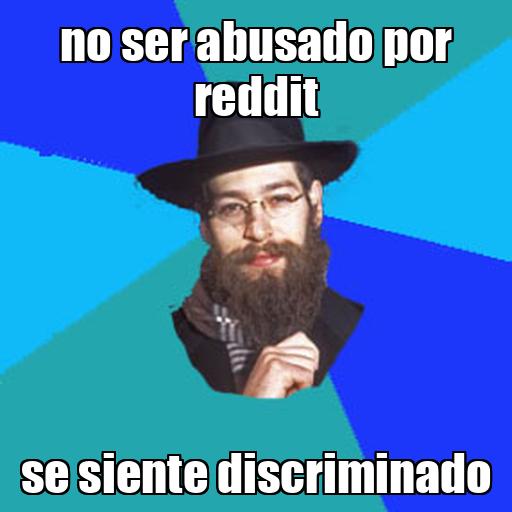 no ser abusado por
reddit
se siente discriminado